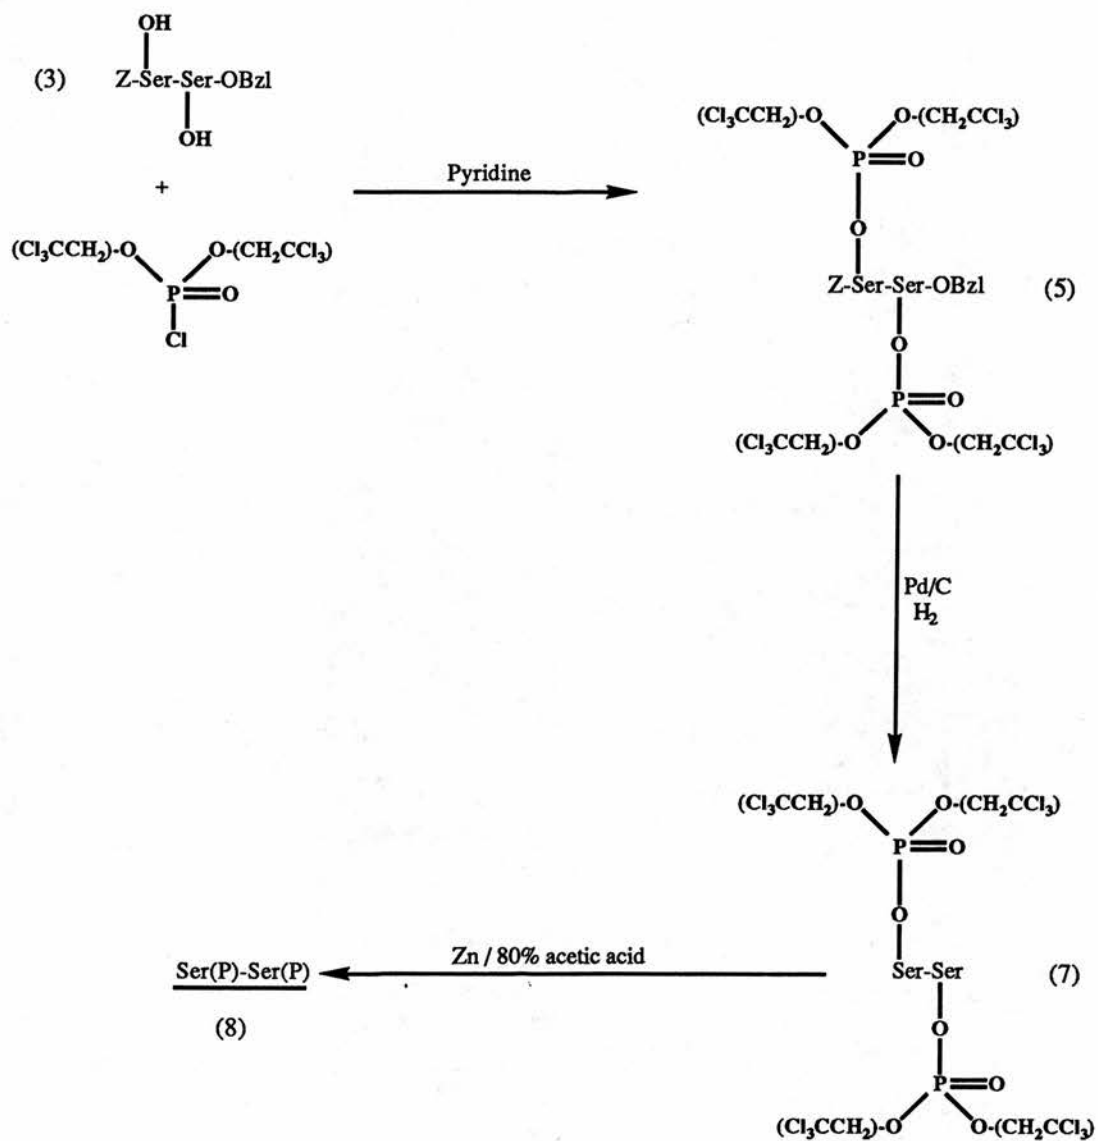 OH
(3) Z-Ser-Ser-OBzl
OH
+
(Cl₃CCH₂)-O O-(CH₂CCl₃)
P=O
Cl
Pyridine
(Cl₃CCH₂)-O O-(CH₂CCl₃)
P=O
O
Z-Ser-Ser-OBzl (5)
O
P=O
(Cl₃CCH₂)-O O-(CH₂CCl₃)
Pd/C
H₂
(Cl₃CCH₂)-O O-(CH₂CCl₃)
P=O
O
Ser-Ser (7)
O
P=O
(Cl₃CCH₂)-O O-(CH₂CCl₃)
Zn / 80% acetic acid
Ser(P)-Ser(P)
(8)